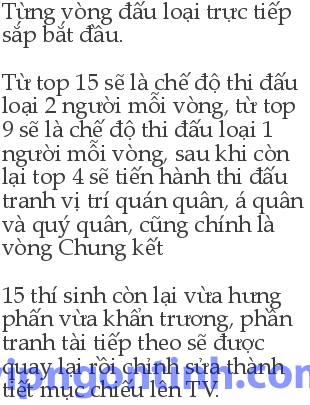 Từng vòng đấu loại trực tiếp
sắp bắt đầu.
Từ top 15 sẽ là chế độ thi đấu
loại 2 người mỗi vòng, từ top
9 sẽ là chế độ thi đấu loại 1
người mỗi vòng, sau khi còn
lại top 4 sẽ tiến hành thi đấu
tranh vị trí quán quân, á quân
và quý quân, cũng chính là
vòng Chung kết
15 thí sinh còn lại vừa hưng
phấn vừa khẩn trương, phần
tranh tài tiếp theo sẽ được
quay lại rồi chỉnh sửa thành
tiết mục chiếu lên TV.
vipngontinh.com